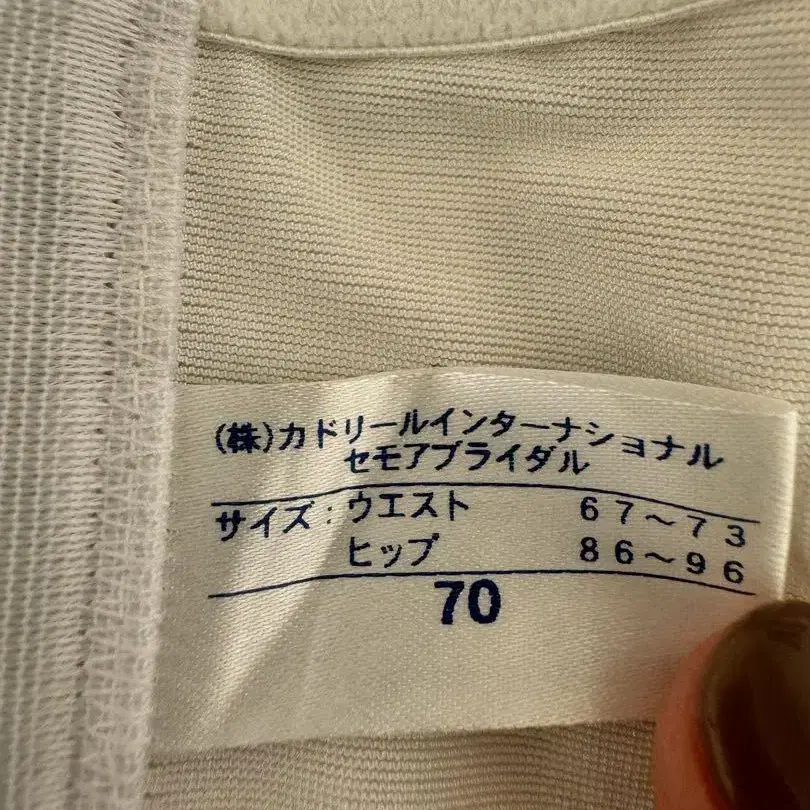 (株)カドリールインターナショナル
セモアブライダル
サイズ：ウエスト　67～73
ヒップ　86～96
70